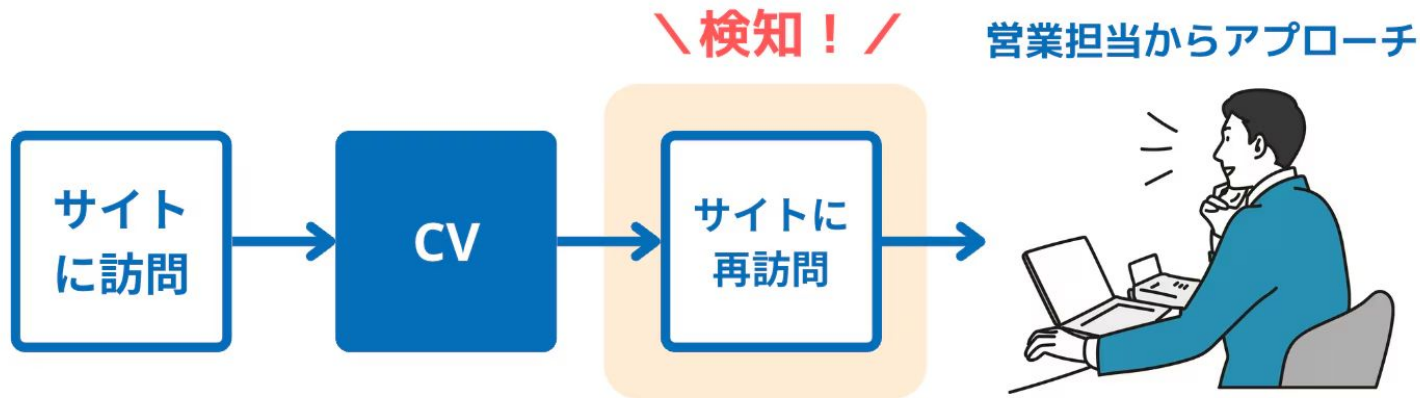 ＼検知！／
営業担当からアプローチ
サイト
に訪問
CV
サイトに
再訪問